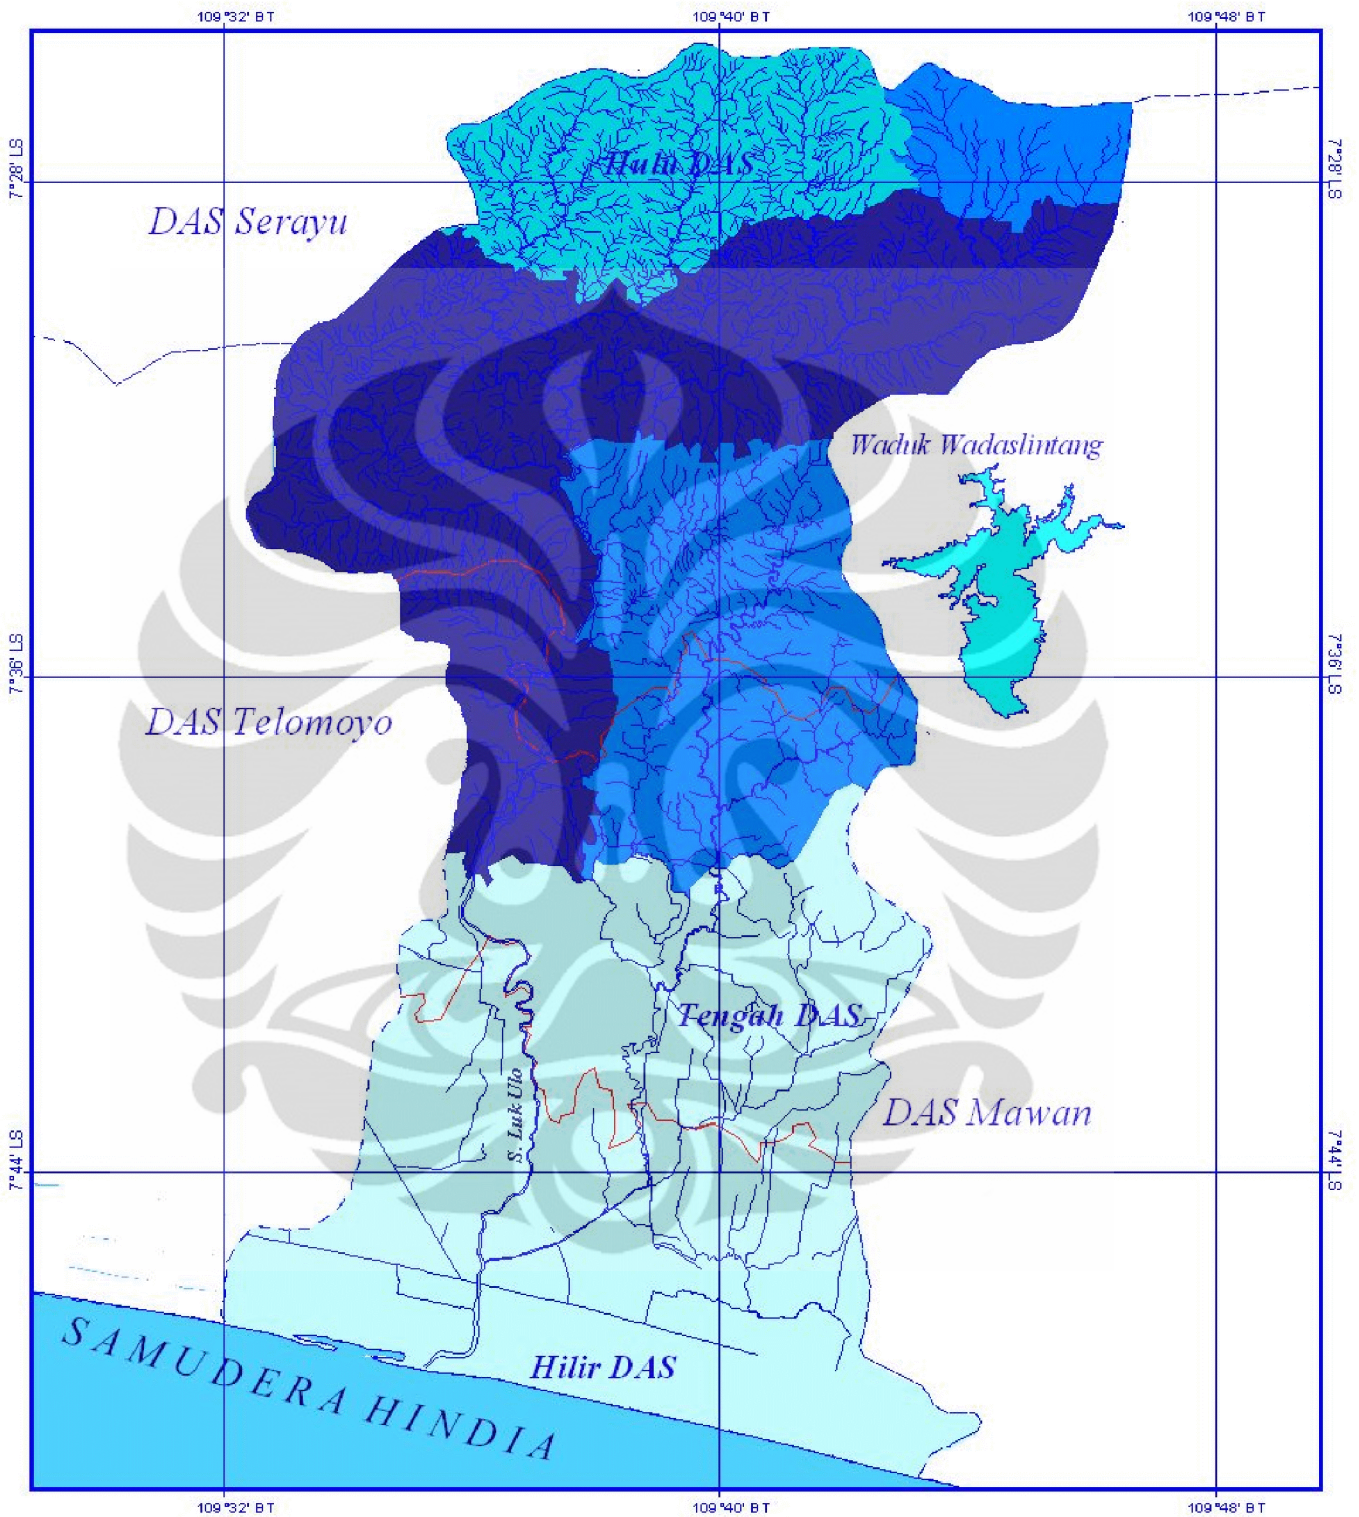 109°32' BT
109°40' BT
109°48' BT
7°28' LS
7°28' LS
Hulu DAS
DAS Serayu
Waduk Wadaslintang
7°36' LS
7°36' LS
DAS Telomoyo
Tengah DAS
S. Luk Ulo
DAS Mawan
7°44' LS
7°44' LS
Hilir DAS
SAMUDERA HINDIA
109°32' BT
109°40' BT
109°48' BT